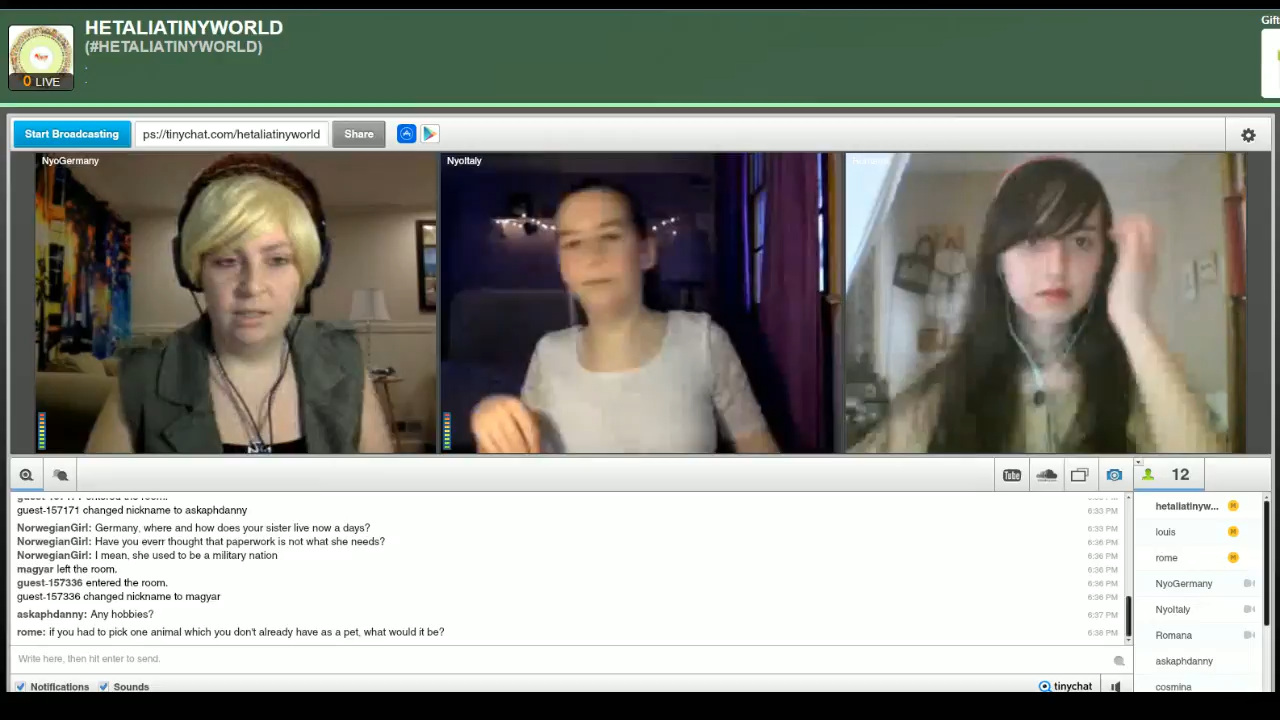 HETALIATINYWORLD
(#HETALIATINYWORLD)
Gift
0 LIVE
Start Broadcasting
ps://tinychat.com/hetaliatinyworld
Share
NyoGermany
NyoItaly
Romana
You Tube
12
entered the room.
guest-157171 changed nickname to askaphdanny 6:33 PM
NorwegianGirl: Germany, where and how does your sister live now a days? 6:33 PM
NorwegianGirl: Have you everr thought that paperwork is not what she needs? 6:36 PM
NorwegianGirl: I mean, she used to be a military nation 6:36 PM
magyar left the room. 6:36 PM
guest-157336 entered the room. 6:36 PM
guest-157336 changed nickname to magyar 6:36 PM
askaphdanny: Any hobbies? 6:37 PM
rome: if you had to pick one animal which you don't already have as a pet, what would it be? 6:38 PM
Write here, then hit enter to send.
Notifications
Sounds
tinychat
hetaliatinyw...
louis
rome
NyoGermany
NyoItaly
Romana
askaphdanny
cosmina